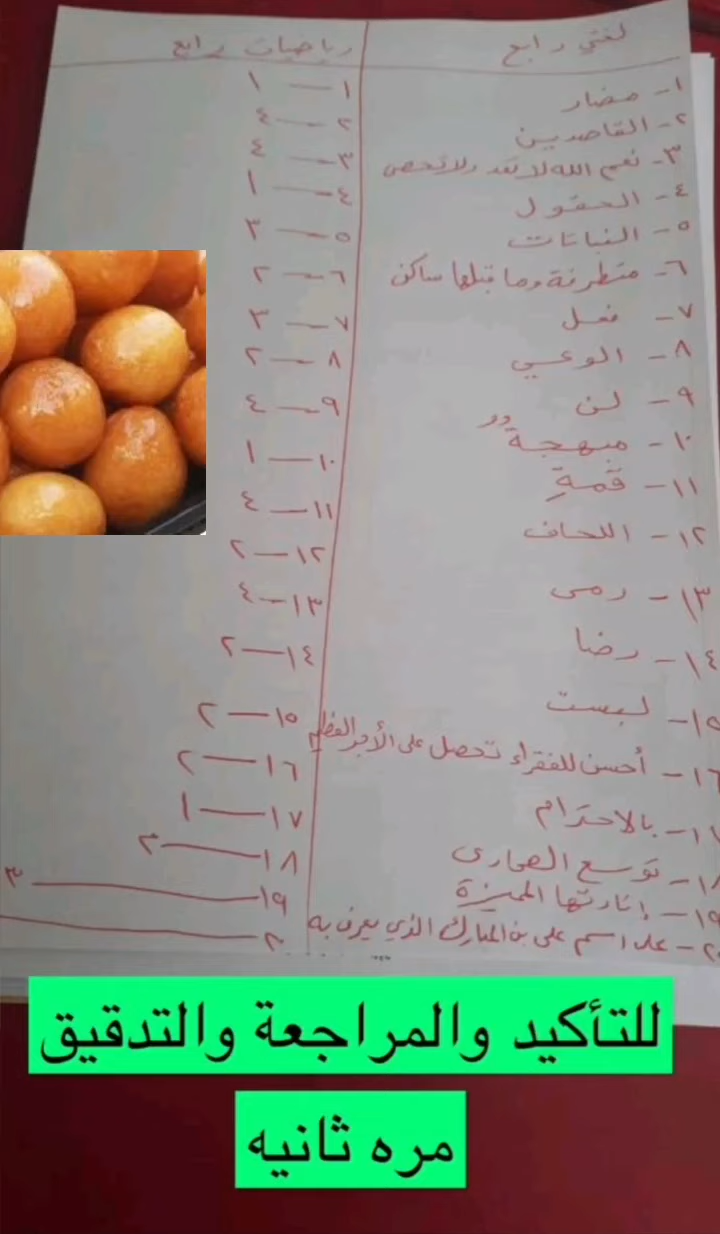 لغتي رابع
١- مضار
٢- القاصدين
٣- نعم الله لا تعد ولا تحصى
٤- الحقول
٥- النباتات
٦- متطرفة وما قبلها ساكن
٧- فعل
٨- الوعي
٩- لن
١٠- مبهجةٌ
١١- قمةِ
١٢- اللحاف
١٣- رمى
١٤- رضا
١٥- لبست
١٦- أحسن للفقراء تحصل على الأجر العظيم
١٧- بالاحترام
١٨- توسع الصحارى
١٩- إنارتها المميزة
٢٠- على اسم علي بن المبارك الذي يعرف به
رياضيات رابع
١ — ١
٢ — ٤
٣ — ٤
٤ — ١
٥ — ٣
٦ — ٢
٧ — ٣
٨ — ٢
٩ — ٤
١٠ — ١
١١ — ٤
١٢ — ٢
١٣ — ٤
١٤ — ٢
١٥ — ٢
١٦ — ٢
١٧ — ١
١٨ —
١٩ — ٣
للتأكيد والمراجعة والتدقيق
مره ثانيه